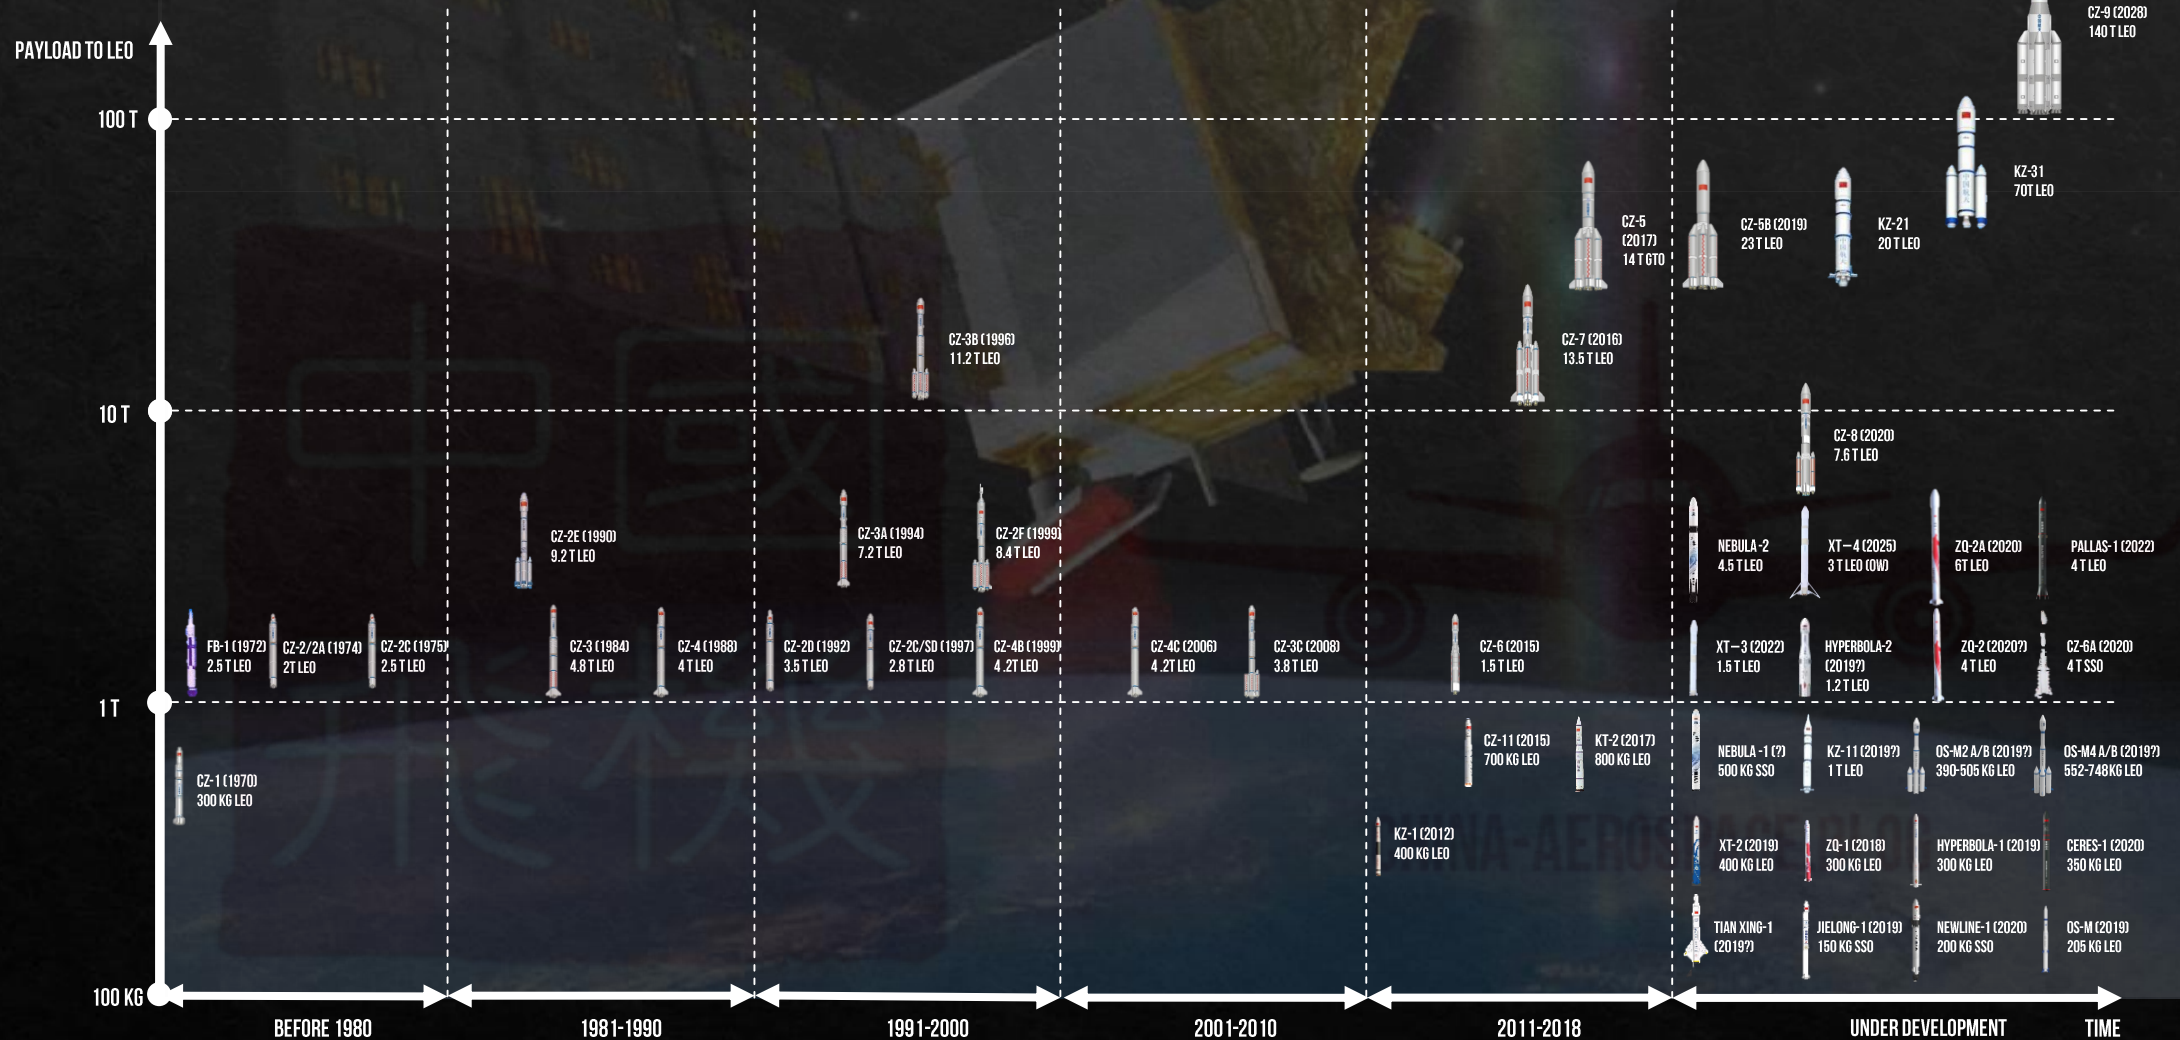 PAYLOAD TO LEO
100 T
10 T
1 T
100 KG
CZ-9 (2028)
140 T LEO
KZ-31
70T LEO
CZ-5
(2017)
14 T GTO
CZ-5B (2019)
23T LEO
KZ-21
20 T LEO
CZ-3B (1996)
11.2 T LEO
CZ-7 (2016)
13.5 T LEO
CZ-8 (2020)
7.6 T LEO
CZ-2E (1990)
9.2 T LEO
CZ-3A (1994)
7.2 T LEO
CZ-2F (1999)
8.4 T LEO
NEBULA -2
4.5 T LEO
XT—4 (2025)
3 T LEO (OW)
ZQ-2A (2020)
6T LEO
PALLAS-1 (2022)
4 T LEO
FB-1 (1972)
2.5 T LEO
CZ-2/2A (1974)
2T LEO
CZ-2C (1975)
2.5 T LEO
CZ-3 (1984)
4.8 T LEO
CZ-4 (1988)
4 T LEO
CZ-2D (1992)
3.5 T LEO
CZ-2C/SD (1997)
2.8 T LEO
CZ-4B (1999)
4 .2T LEO
CZ-4C (2006)
4 .2T LEO
CZ-3C (2008)
3.8 T LEO
CZ-6 (2015)
1.5 T LEO
XT—3 (2022)
1.5 T LEO
HYPERBOLA-2
(2019?)
1.2 T LEO
ZQ-2 (2020?)
4 T LEO
CZ-6A (2020)
4 T SSO
CZ-1 (1970)
300 KG LEO
CZ-11 (2015)
700 KG LEO
KT-2 (2017)
800 KG LEO
NEBULA -1 (?)
500 KG SSO
KZ-11 (2019?)
1 T LEO
OS-M2 A/B (2019?)
390-505 KG LEO
OS-M4 A/B (2019?)
552-748KG LEO
KZ-1 (2012)
400 KG LEO
XT-2 (2019)
400 KG LEO
ZQ-1 (2018)
300 KG LEO
HYPERBOLA-1 (2019)
300 KG LEO
CERES-1 (2020)
350 KG LEO
TIAN XING-1
(2019?)
JIELONG-1 (2019)
150 KG SSO
NEWLINE-1 (2020)
200 KG SSO
OS-M (2019)
205 KG LEO
中國
飛機
BEFORE 1980
1981-1990
1991-2000
2001-2010
2011-2018
UNDER DEVELOPMENT
TIME